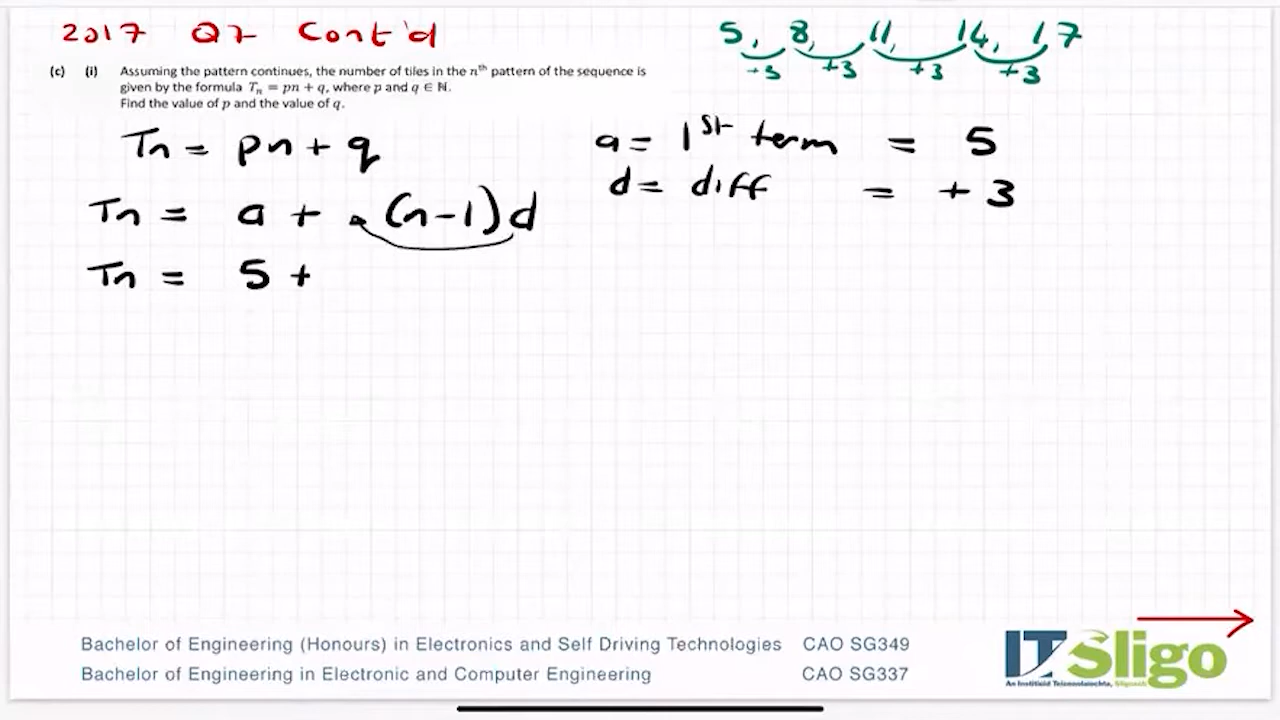 2017 Q7 Cont'd
5, 8, 11, 14, 17
+3 +3 +3 +3
(c) (i) Assuming the pattern continues, the number of tiles in the nth pattern of the sequence is
given by the formula Tn = pn + q, where p and q ∈ ℕ.
Find the value of p and the value of q.
Tn = pn + q
a = 1st term = 5
d = diff = +3
Tn = a + (n-1)d
Tn = 5 +
Bachelor of Engineering (Honours) in Electronics and Self Driving Technologies CAO SG349
Bachelor of Engineering in Electronic and Computer Engineering CAO SG337
IT Sligo
An Institiúid Teicneolaíochta, Sligeach